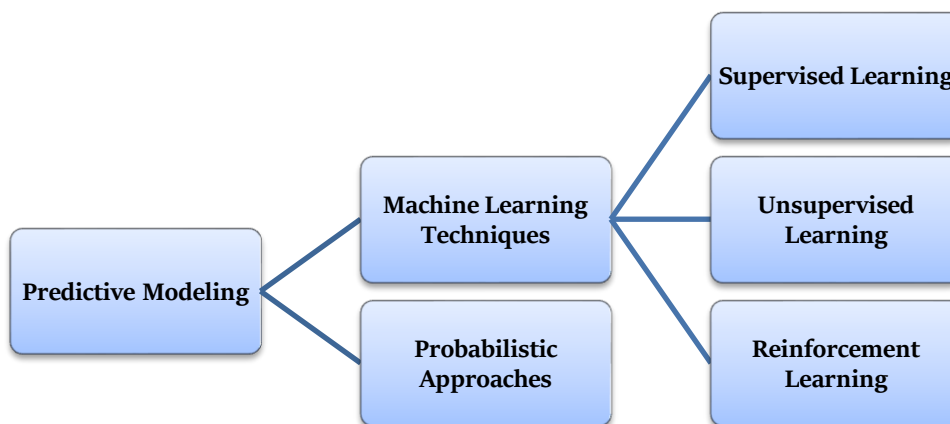 Predictive Modeling
Machine Learning
Techniques
Probabilistic
Approaches
Supervised Learning
Unsupervised
Learning
Reinforcement
Learning